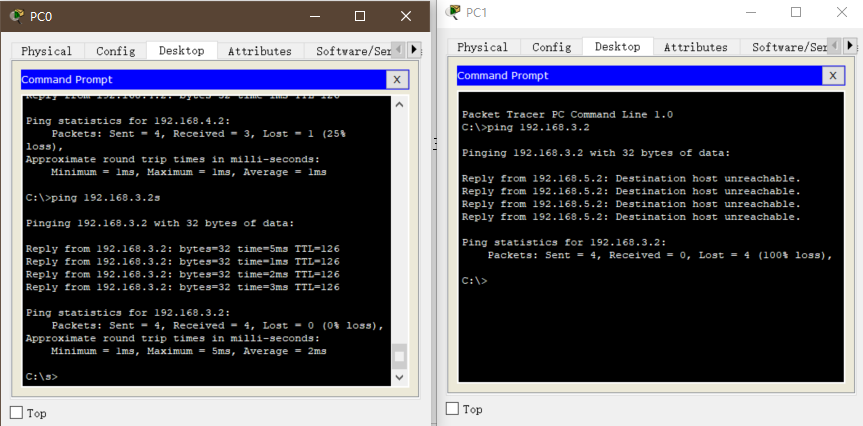 PC0
Physical Config Desktop Attributes Software/Ser
Command Prompt X
Ping statistics for 192.168.4.2:
Packets: Sent = 4, Received = 3, Lost = 1 (25%
loss),
Approximate round trip times in milli-seconds:
Minimum = 1ms, Maximum = 1ms, Average = 1ms
C:\>ping 192.168.3.2s
Pinging 192.168.3.2 with 32 bytes of data:
Reply from 192.168.3.2: bytes=32 time=5ms TTL=126
Reply from 192.168.3.2: bytes=32 time=1ms TTL=126
Reply from 192.168.3.2: bytes=32 time=2ms TTL=126
Reply from 192.168.3.2: bytes=32 time=3ms TTL=126
Ping statistics for 192.168.3.2:
Packets: Sent = 4, Received = 4, Lost = 0 (0% loss),
Approximate round trip times in milli-seconds:
Minimum = 1ms, Maximum = 5ms, Average = 2ms
C:\s>
Top
PC1
Physical Config Desktop Attributes Software/Ser
Command Prompt X
Packet Tracer PC Command Line 1.0
C:\>ping 192.168.3.2
Pinging 192.168.3.2 with 32 bytes of data:
Reply from 192.168.5.2: Destination host unreachable.
Reply from 192.168.5.2: Destination host unreachable.
Reply from 192.168.5.2: Destination host unreachable.
Reply from 192.168.5.2: Destination host unreachable.
Ping statistics for 192.168.3.2:
Packets: Sent = 4, Received = 0, Lost = 4 (100% loss),
C:\>
Top